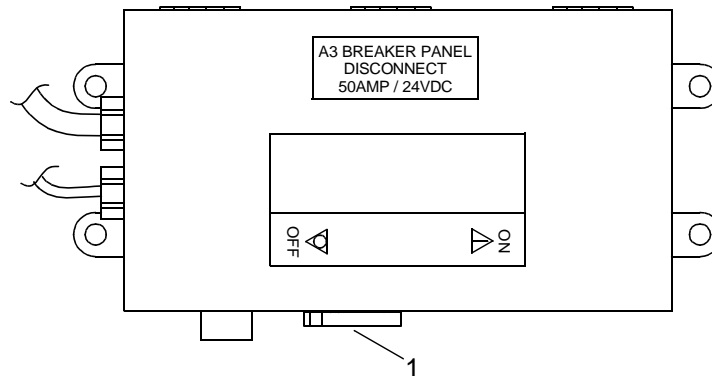 A3 BREAKER PANEL
DISCONNECT
50AMP / 24VDC
OFF
ON
1